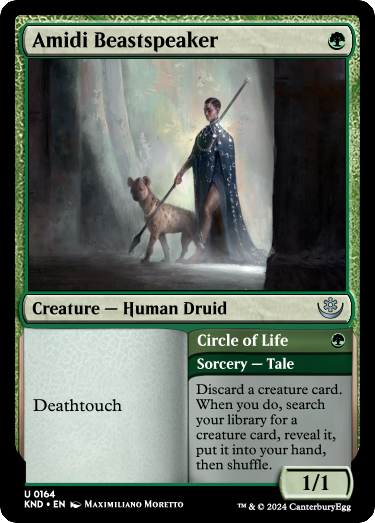 Amidi Beastspeaker
Creature — Human Druid
Deathtouch
Circle of Life
Sorcery — Tale
Discard a creature card.
When you do, search
your library for a
creature card, reveal it,
put it into your hand,
then shuffle.
1/1
U 0164
KND • EN Maximiliano Moretto
™ & © 2024 CanterburyEgg